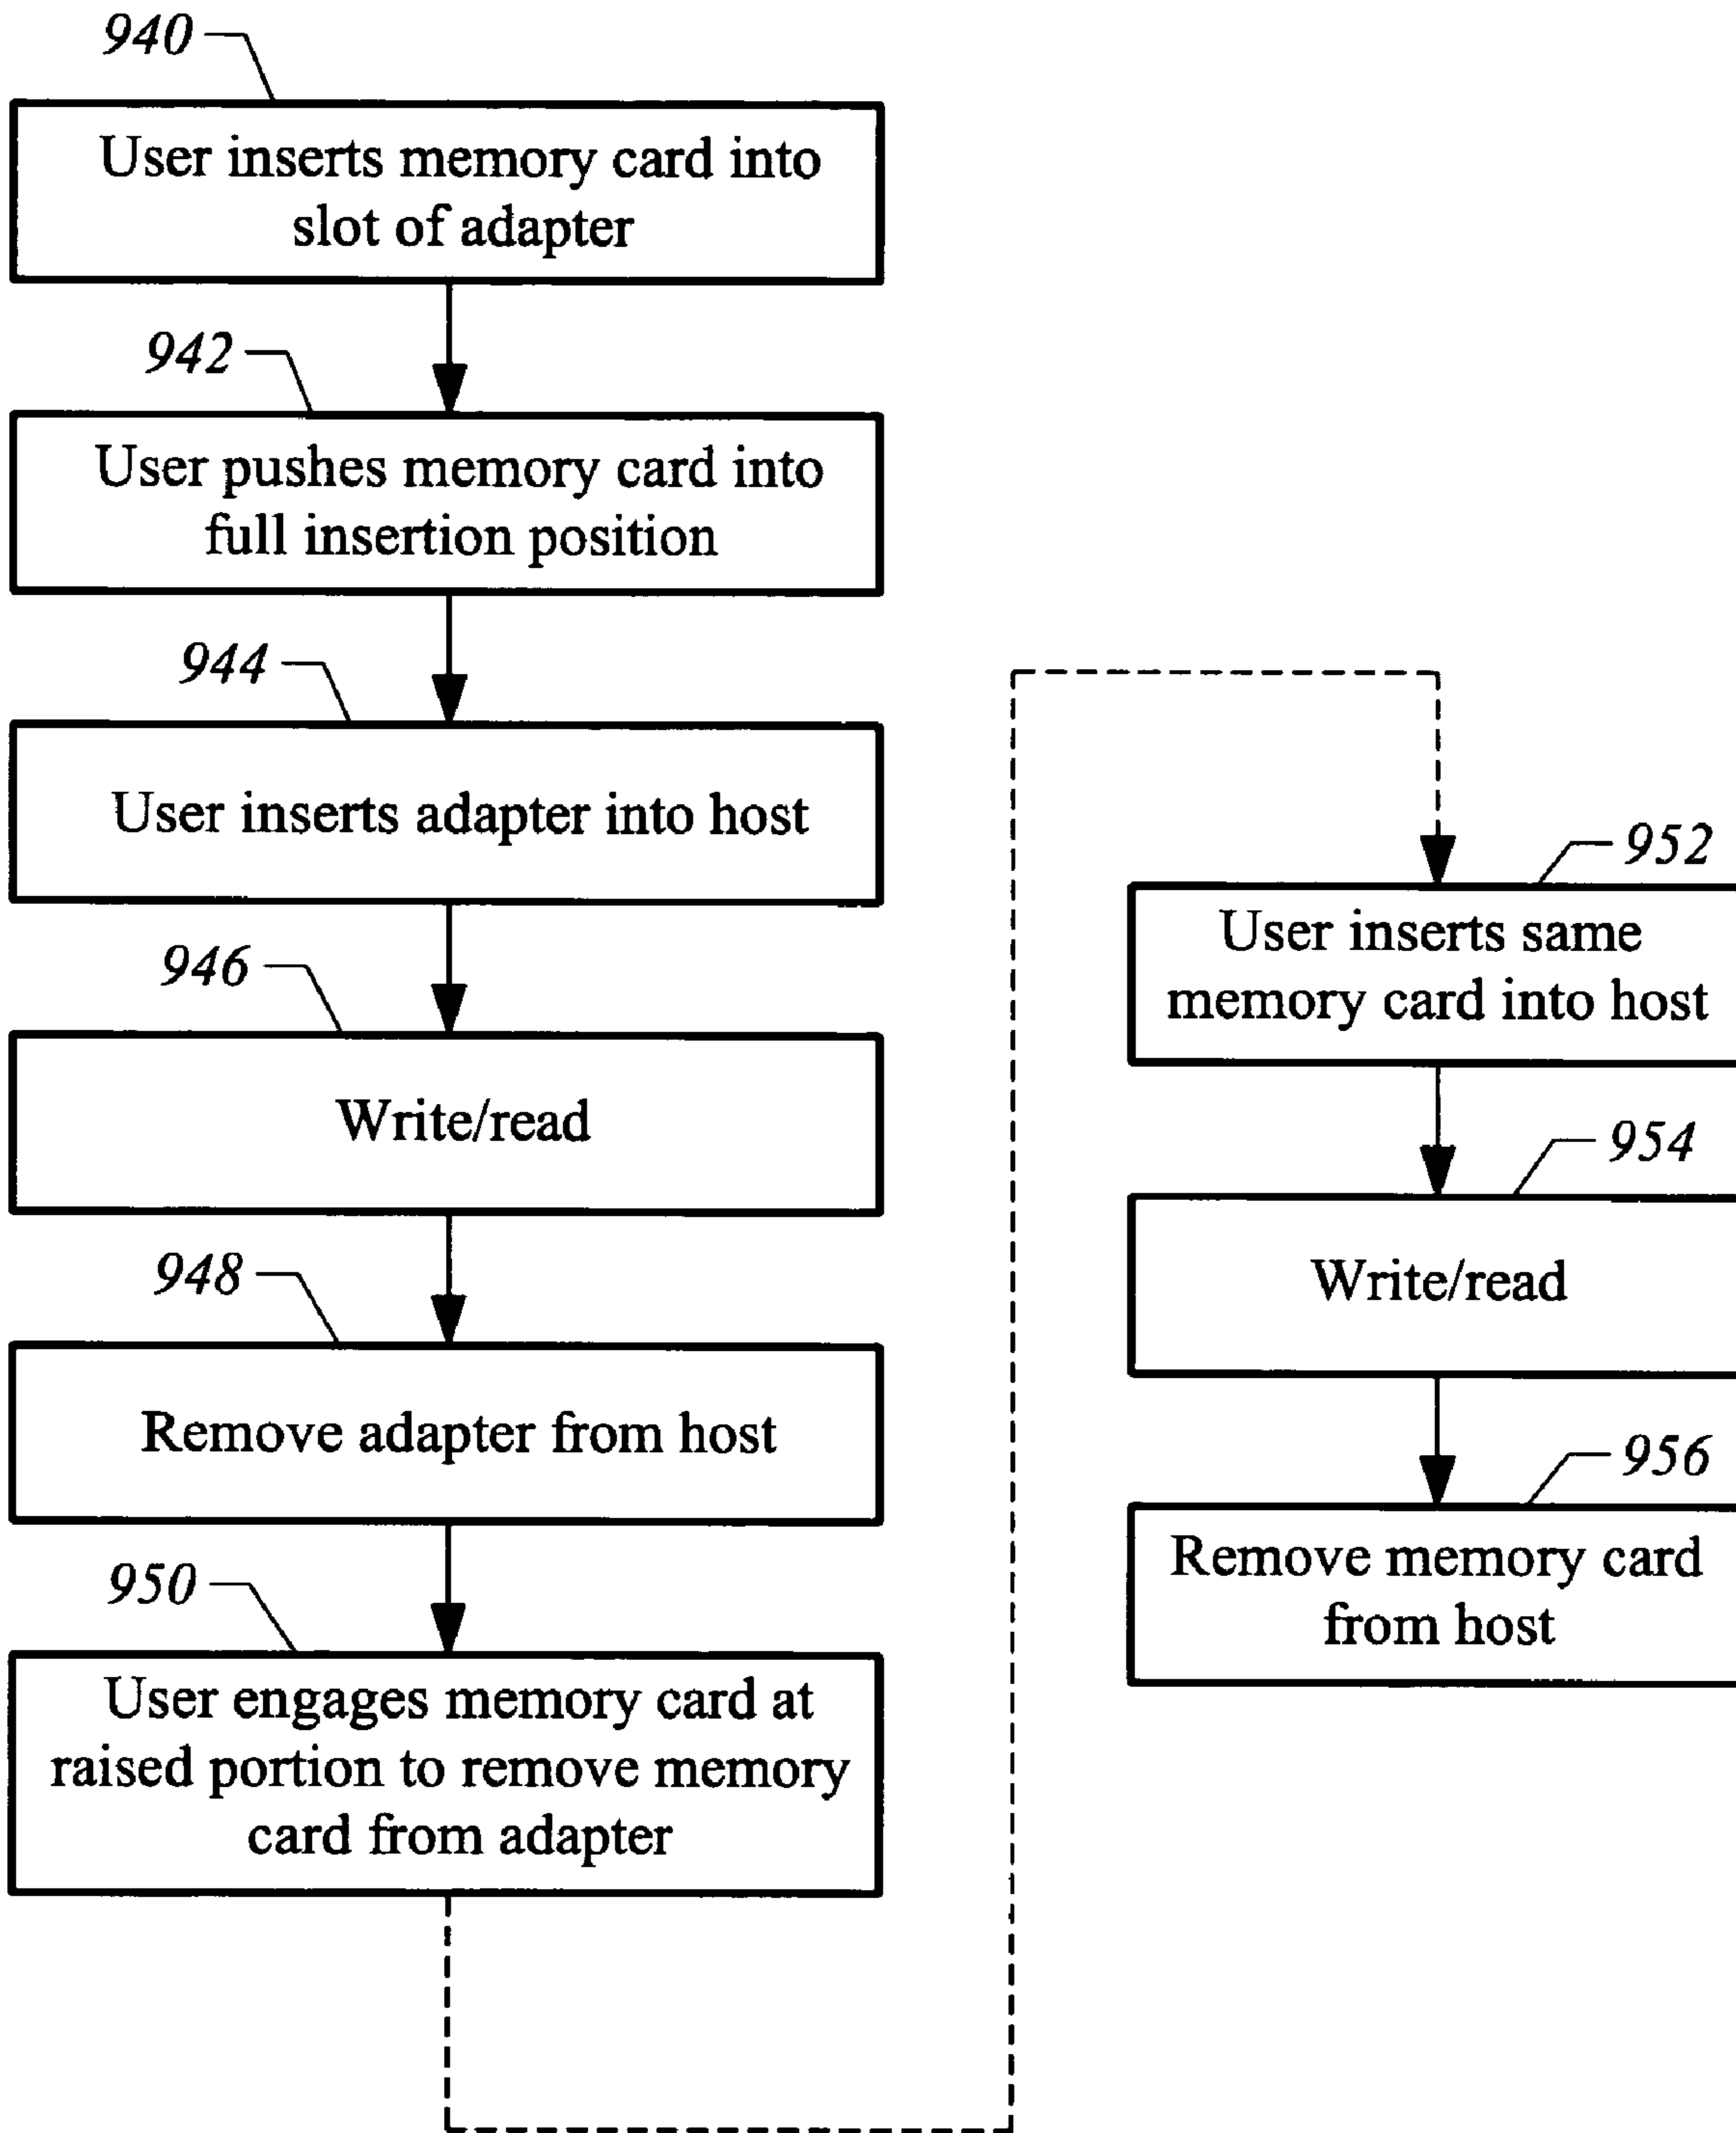 940
User inserts memory card into
slot of adapter
942
User pushes memory card into
full insertion position
944
User inserts adapter into host
946
Write/read
948
Remove adapter from host
950
User engages memory card at
raised portion to remove memory
card from adapter
952
User inserts same
memory card into host
954
Write/read
956
Remove memory card
from host